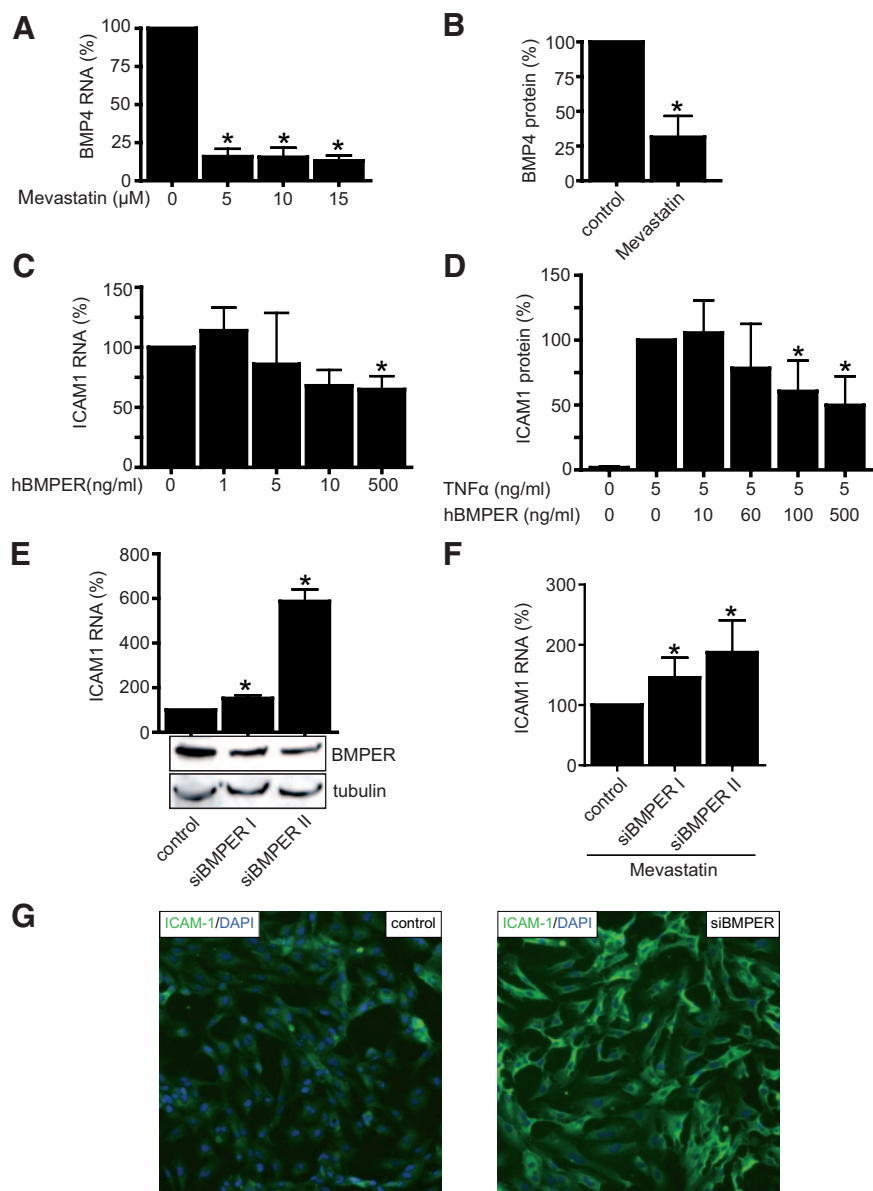 A
BMP4 RNA (%)
100
75
50
25
0
* * *
Mevastatin (µM) 0 5 10 15
B
BMP4 protein (%)
100
75
50
25
0
*
control
Mevastatin
C
ICAM1 RNA (%)
150
100
50
0
*
hBMPER(ng/ml) 0 1 5 10 500
D
ICAM1 protein (%)
150
100
50
0
* *
TNFα (ng/ml) 0 5 5 5 5 5
hBMPER (ng/ml) 0 0 10 60 100 500
E
ICAM1 RNA (%)
800
600
400
200
0
* *
BMPER
tubulin
control
siBMPER I
siBMPER II
F
ICAM1 RNA (%)
300
200
100
0
* *
control
siBMPER I
siBMPER II
Mevastatin
G
ICAM-1/DAPI control
ICAM-1/DAPI siBMPER